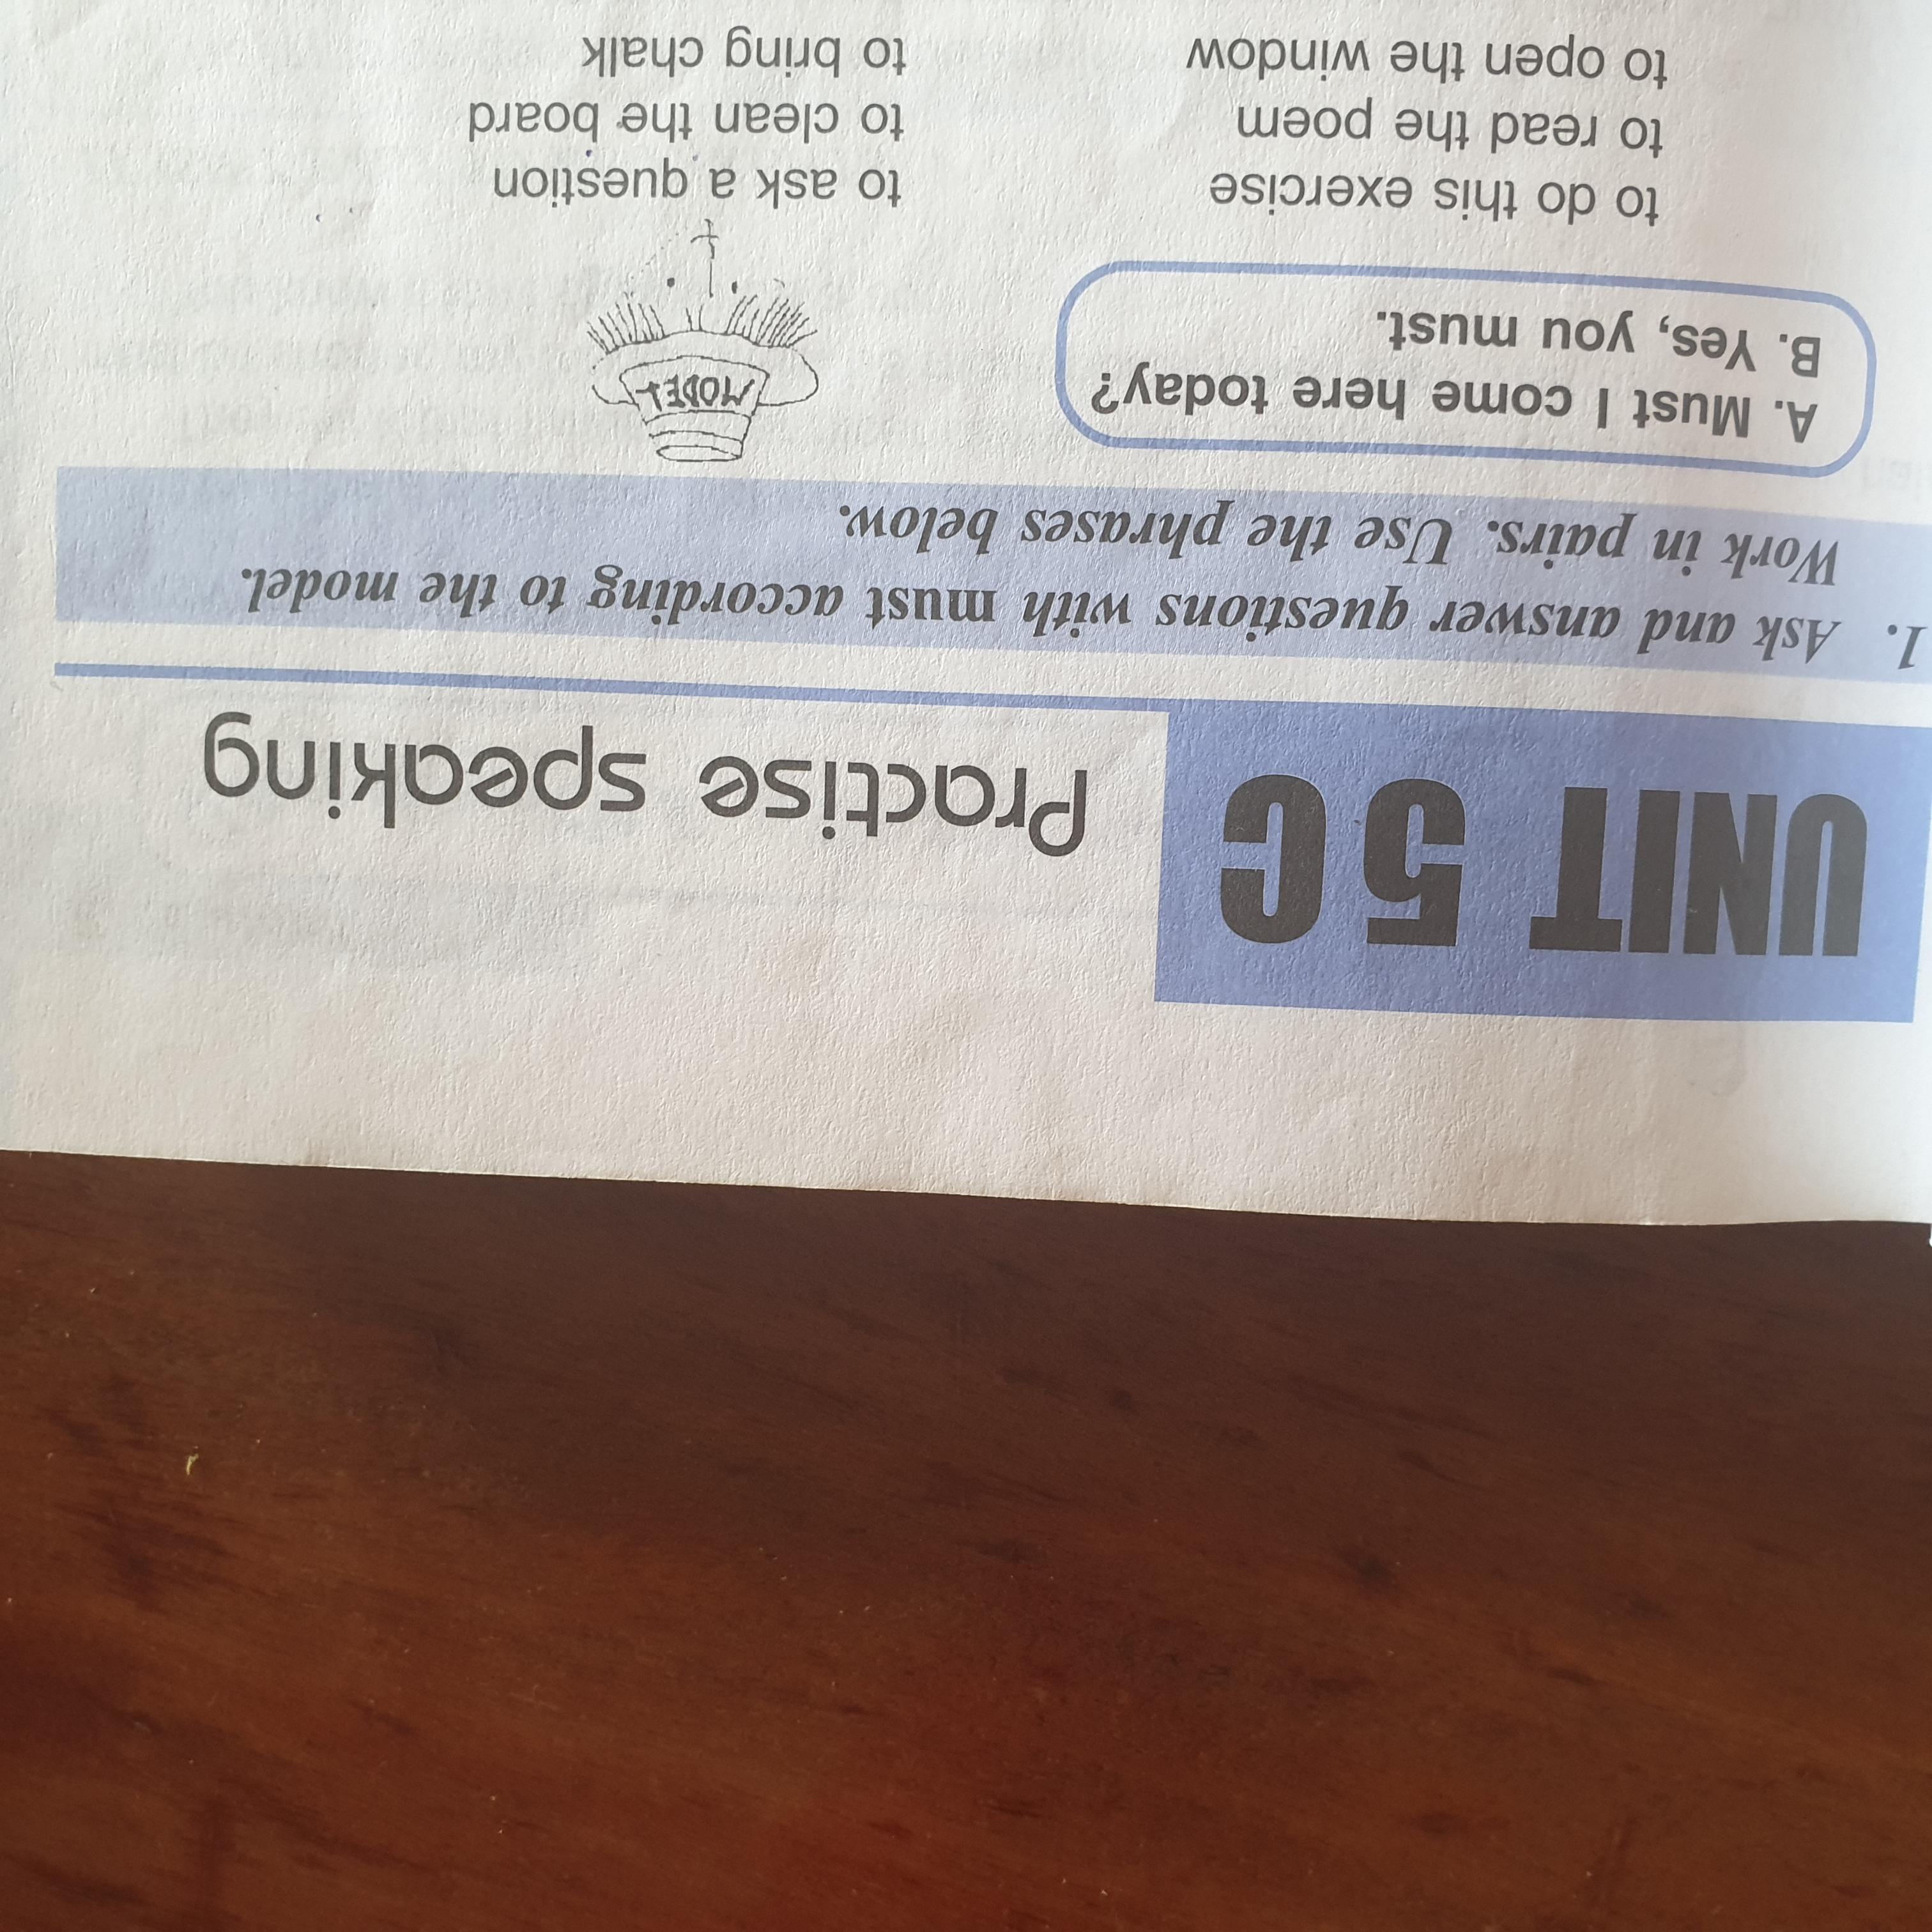 UNIT 5C
Practise speaking
1. Ask and answer questions with must according to the model.
Work in pairs. Use the phrases below.
A. Must I come here today?
B. Yes, you must.
MODEL
to do this exercise
to read the poem
to open the window
to ask a question
to clean the board
to bring chalk